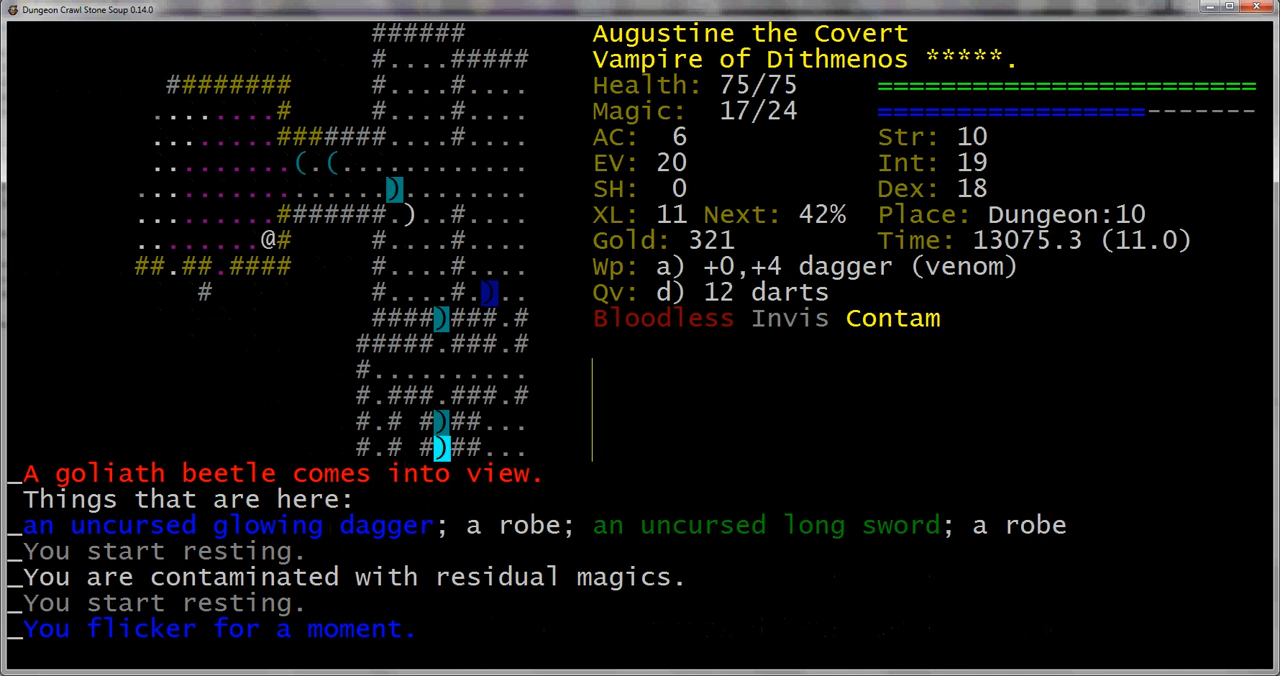 Dungeon Crawl Stone Soup 0.14.0
Augustine the Covert
Vampire of Dithmenos *****.
Health: 75/75 ========================
Magic: 17/24 =================-------
AC: 6 Str: 10
EV: 20 Int: 19
SH: 0 Dex: 18
XL: 11 Next: 42% Place: Dungeon:10
Gold: 321 Time: 13075.3 (11.0)
Wp: a) +0,+4 dagger (venom)
Qv: d) 12 darts
Bloodless Invis Contam
_A goliath beetle comes into view.
Things that are here:
_an uncursed glowing dagger; a robe; an uncursed long sword; a robe
_You start resting.
_You are contaminated with residual magics.
_You start resting.
_You flicker for a moment.